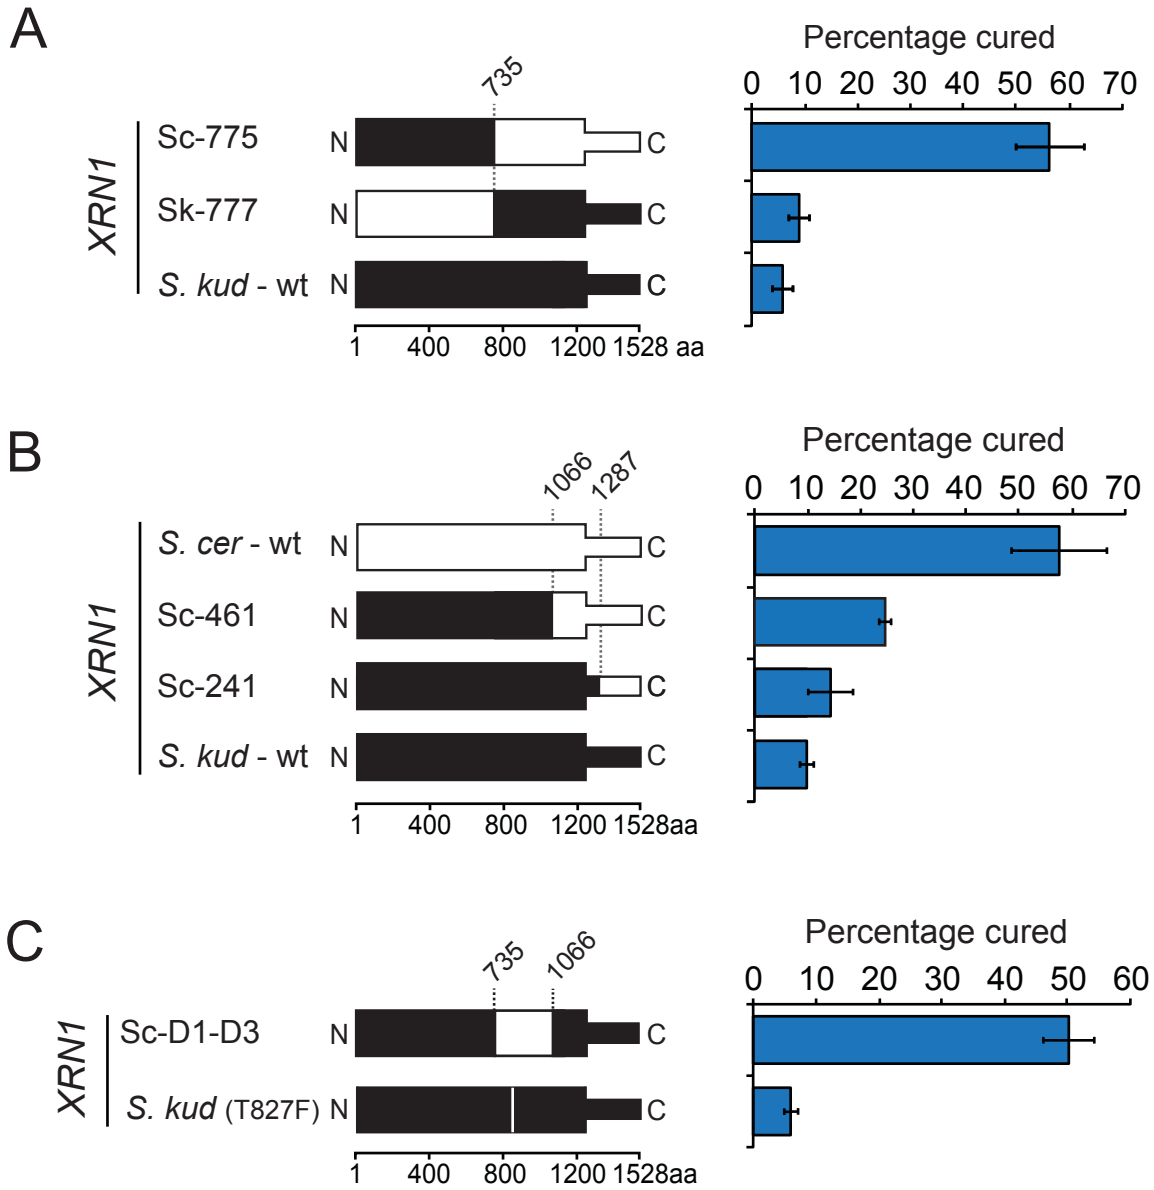 A
Percentage cured
0 10 20 30 40 50 60 70
735
XRN1
Sc-775 N C
Sk-777 N C
S. kud - wt N C
1 400 800 1200 1528 aa
B
Percentage cured
0 10 20 30 40 50 60 70
1066 1287
XRN1
S. cer - wt N C
Sc-461 N C
Sc-241 N C
S. kud - wt N C
1 400 800 1200 1528aa
C
Percentage cured
0 10 20 30 40 50 60
735 1066
XRN1
Sc-D1-D3 N C
S. kud (T827F) N C
1 400 800 1200 1528aa